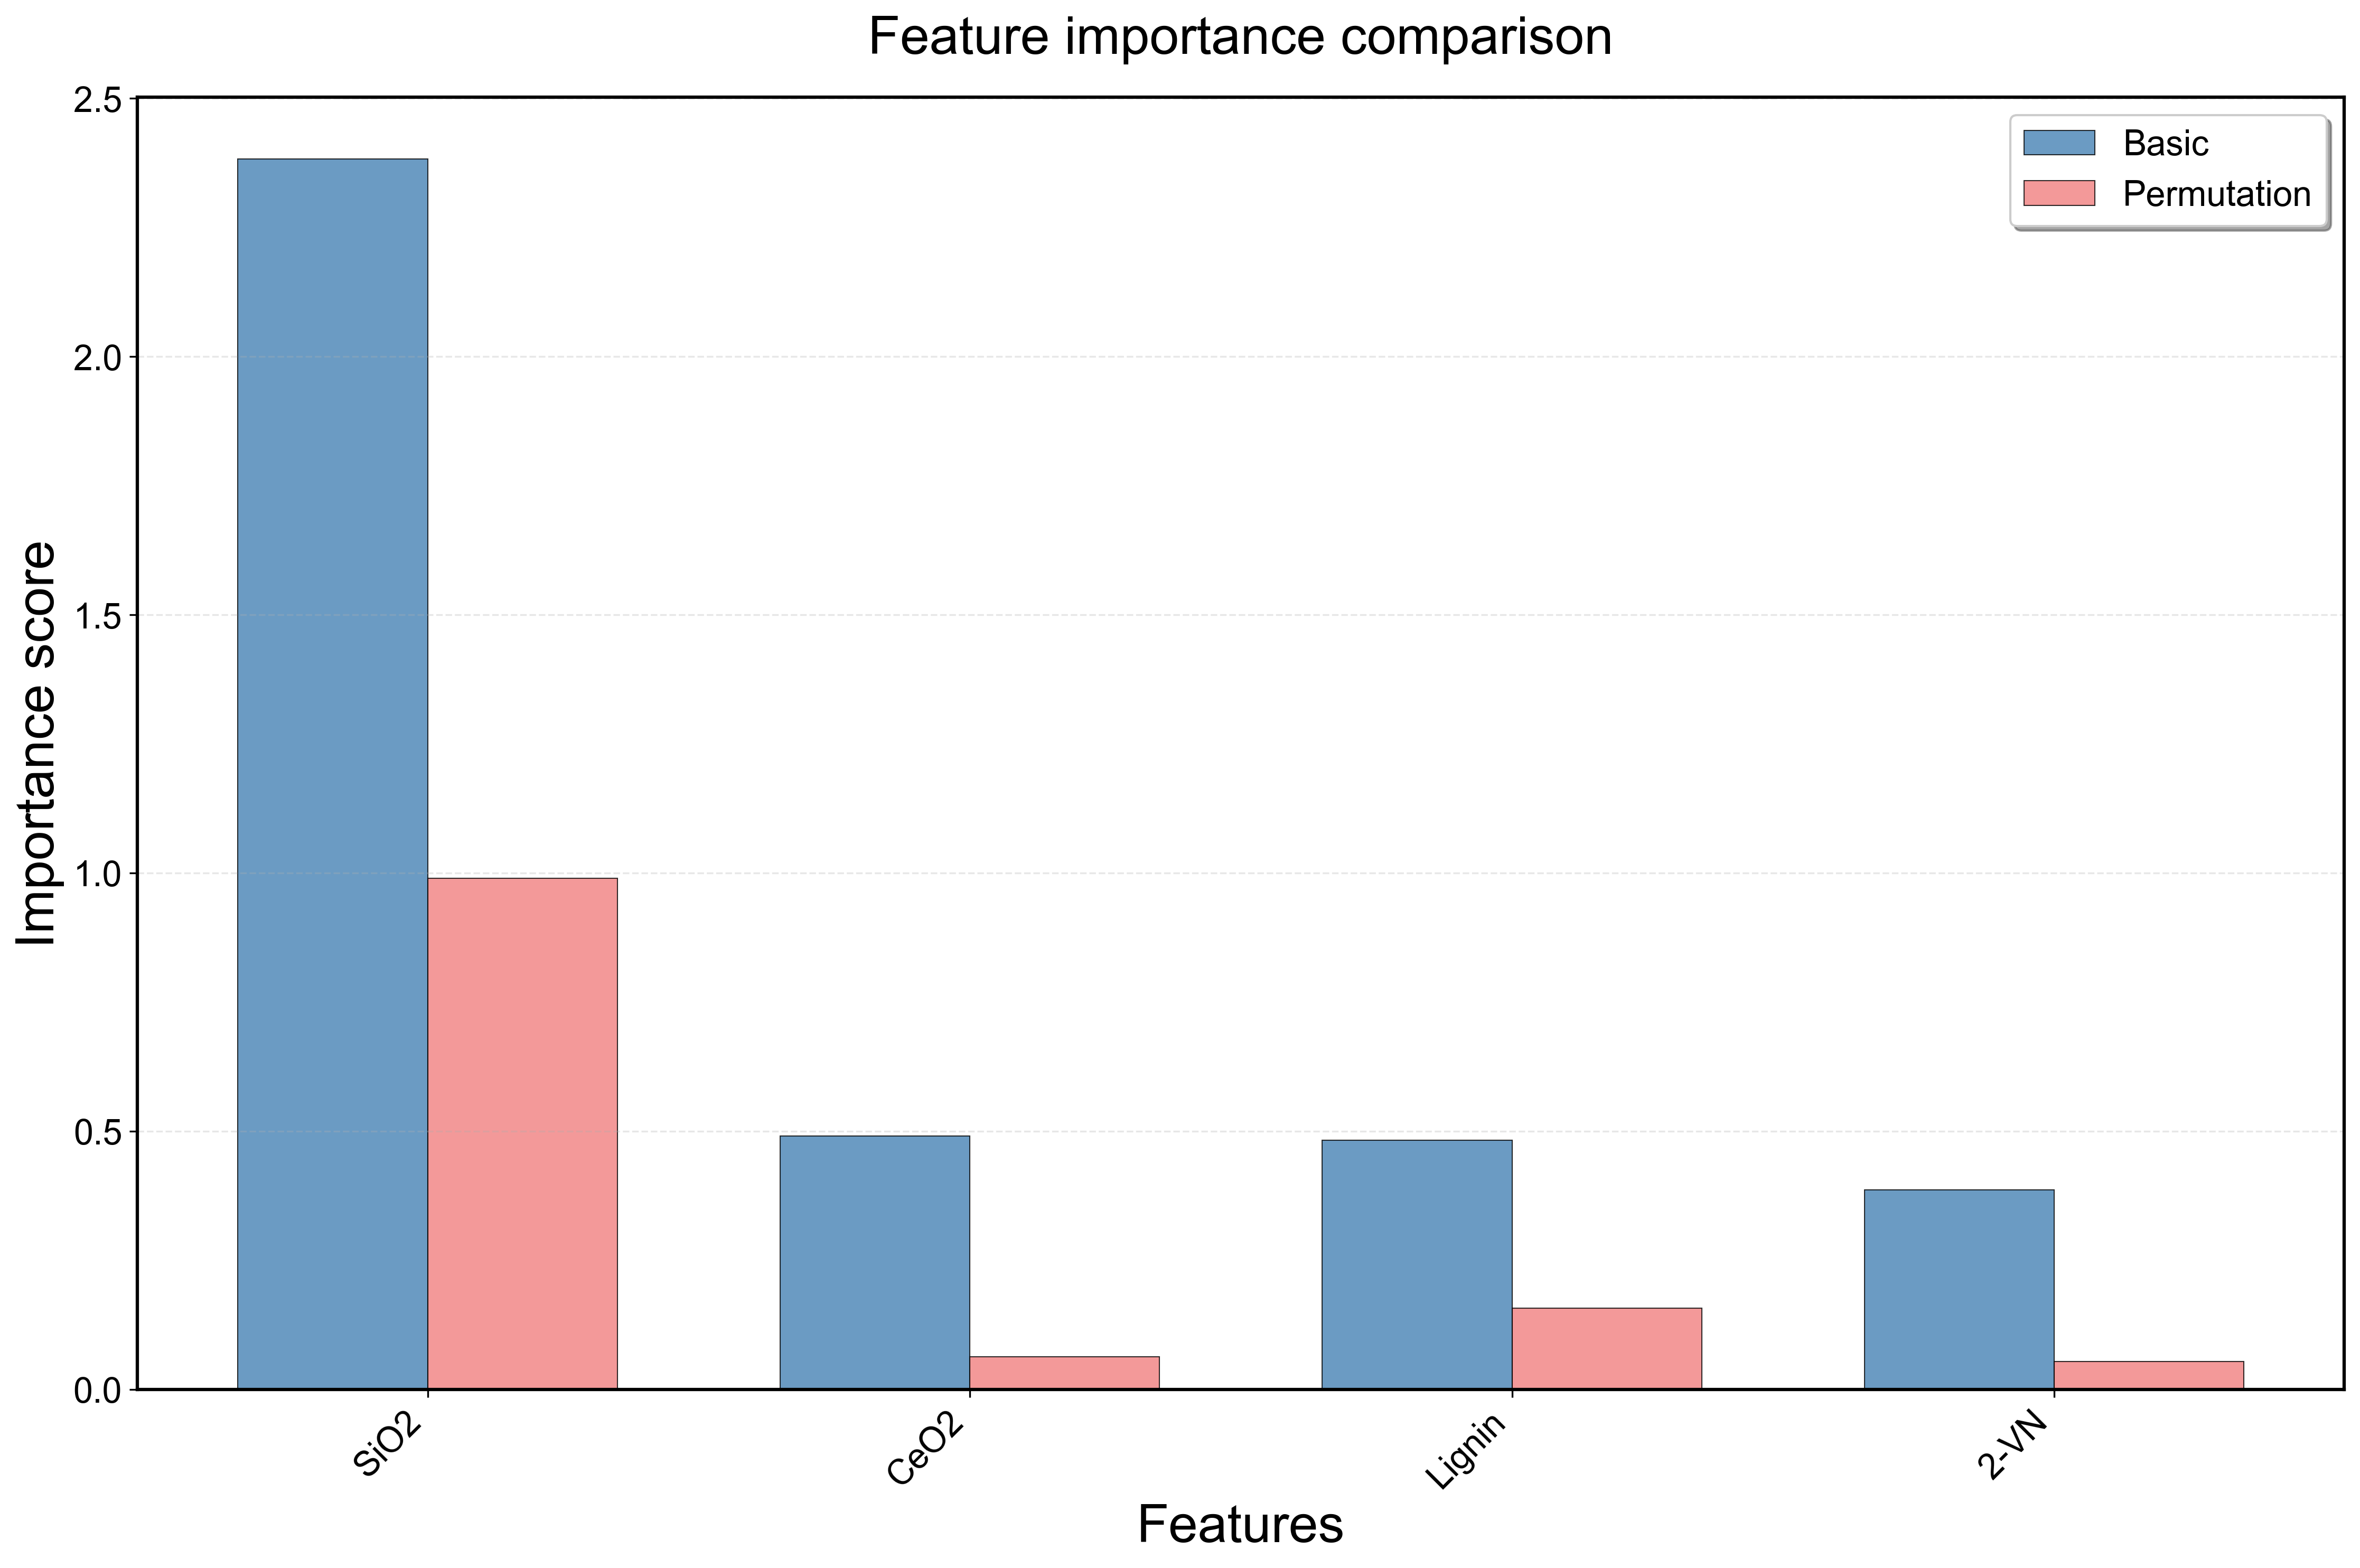 Feature importance comparison
Basic
Permutation
Importance score
2.5
2.0
1.5
1.0
0.5
0.0
SiO2
CeO2
Lignin
2-VN
Features